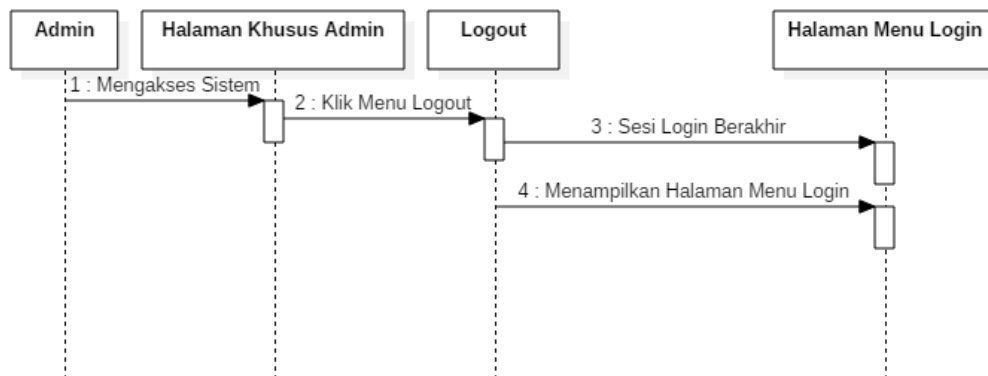 Admin
Halaman Khusus Admin
Logout
Halaman Menu Login
1 : Mengakses Sistem
2 : Klik Menu Logout
3 : Sesi Login Berakhir
4 : Menampilkan Halaman Menu Login